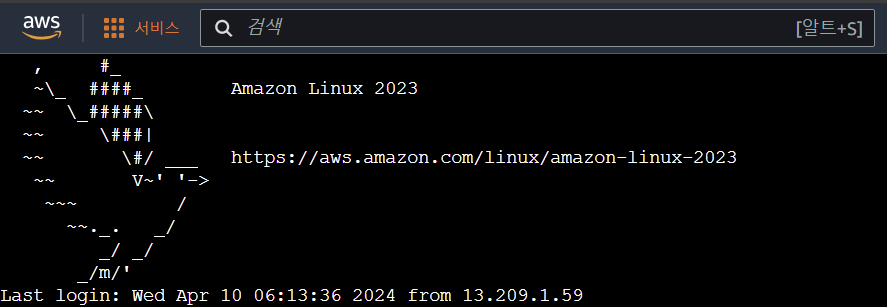 aws 서비스 검색 [알트+S]
   ,     #_
   ~\_  ####_        Amazon Linux 2023
  ~~  \_#####\
  ~~     \###|
  ~~       \#/ ___   https://aws.amazon.com/linux/amazon-linux-2023
   ~~       V~' '->
    ~~~         /
      ~~._.   _/
         _/ _/
       _/m/'
Last login: Wed Apr 10 06:13:36 2024 from 13.209.1.59